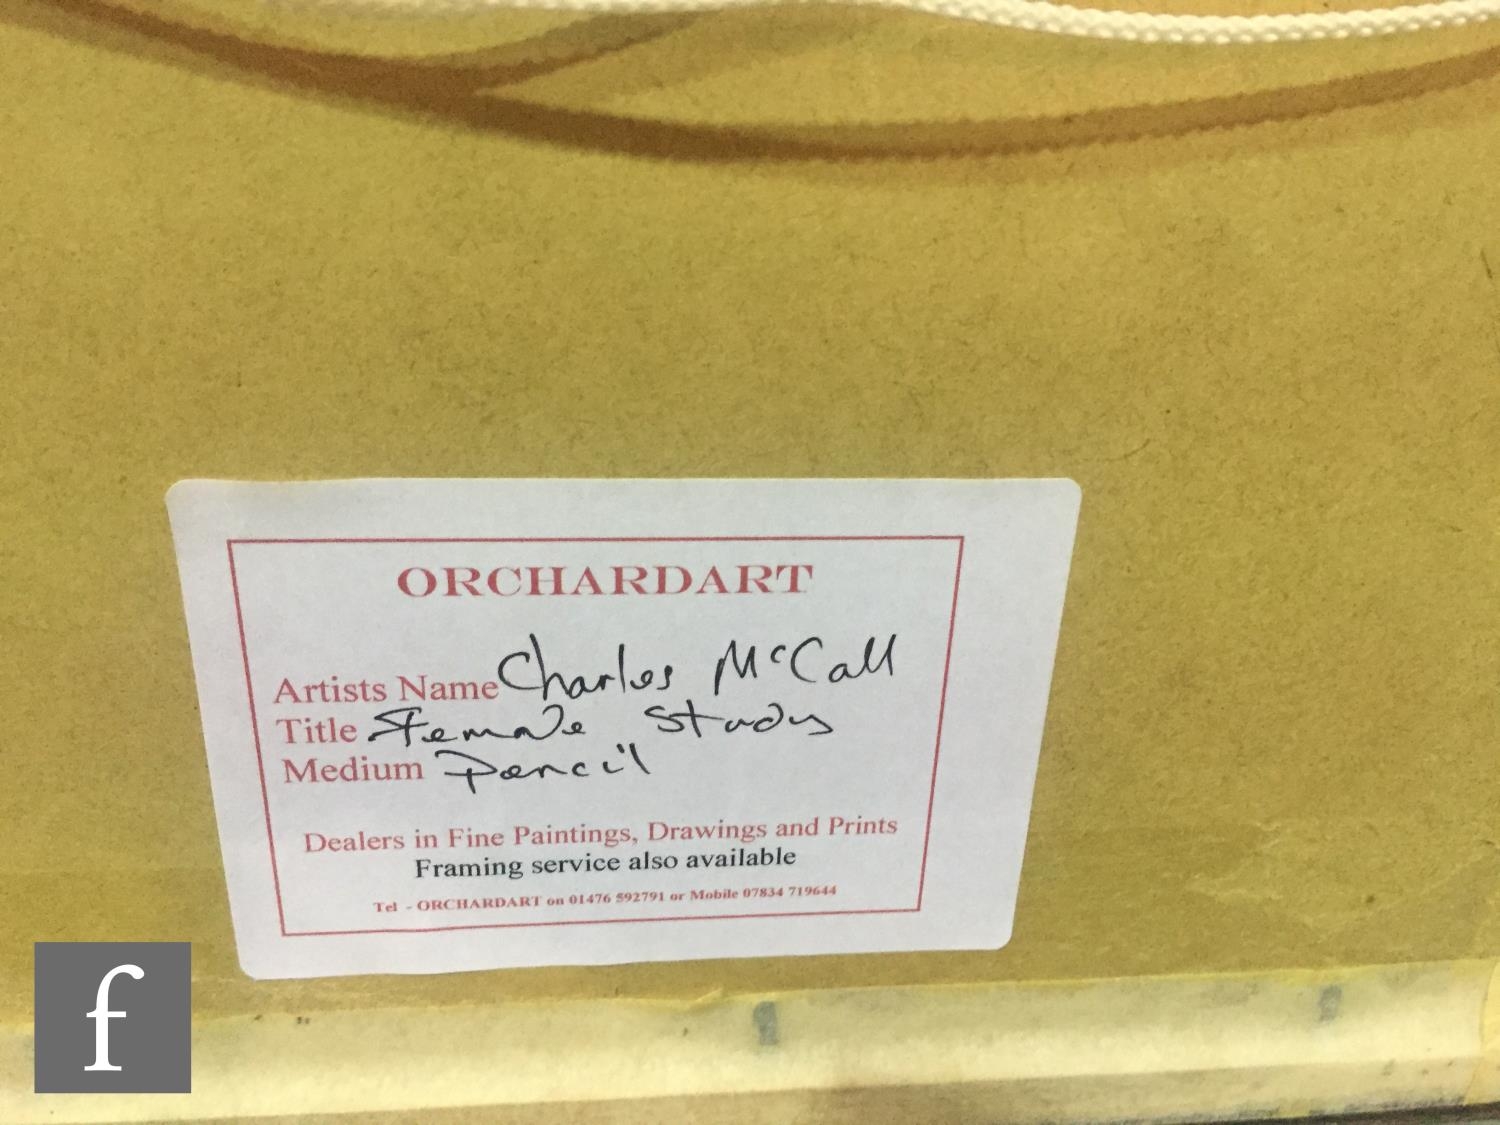 ORCHARDART
Artists Name Charles McCall
Title Female Study
Medium Pencil
Dealers in Fine Paintings, Drawings and Prints
Framing service also available
Tel - ORCHARDART on 01476 592791 or Mobile 07834 719644
f